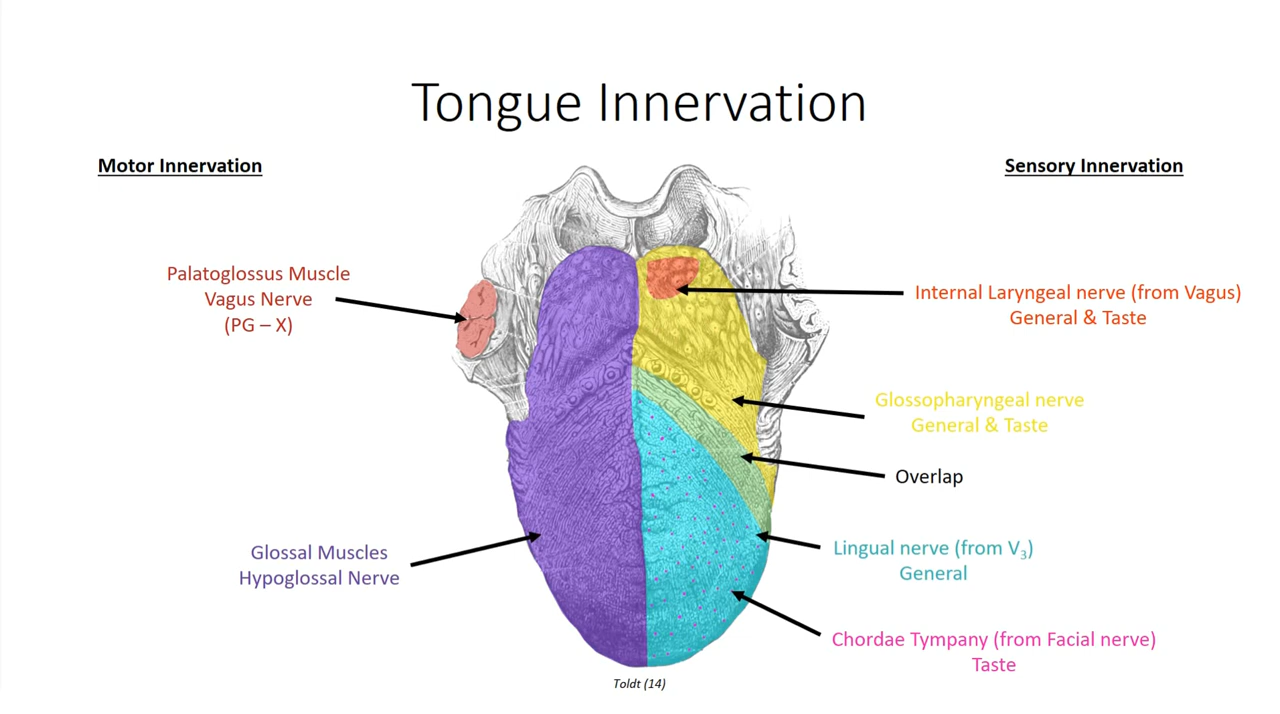 Tongue Innervation
Motor Innervation
Sensory Innervation
Palatoglossus Muscle
Vagus Nerve
(PG – X)
Internal Laryngeal nerve (from Vagus)
General & Taste
Glossopharyngeal nerve
General & Taste
Overlap
Glossal Muscles
Hypoglossal Nerve
Lingual nerve (from V₃)
General
Chordae Tympany (from Facial nerve)
Taste
Toldt (14)